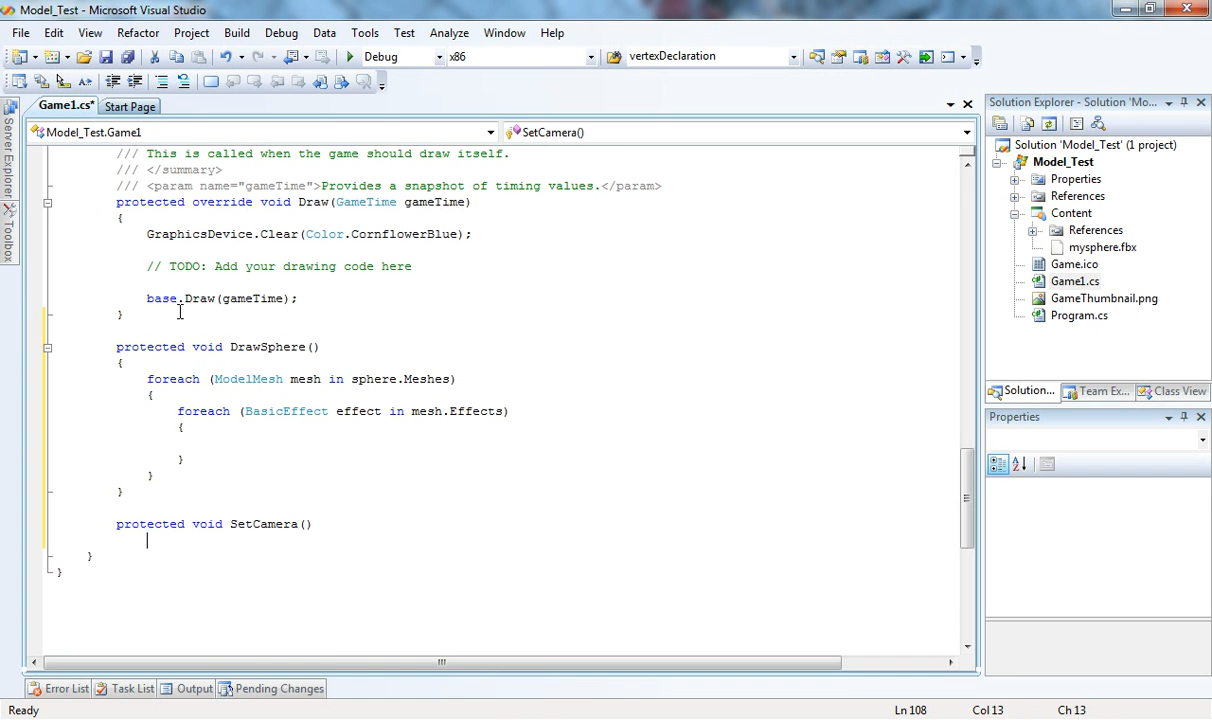 Model_Test - Microsoft Visual Studio
File Edit View Refactor Project Build Debug Data Tools Test Analyze Window Help
Debug x86 vertexDeclaration
Game1.cs* Start Page
Model_Test.Game1 SetCamera()
Server Explorer
Toolbox
/// This is called when the game should draw itself.
/// </summary>
/// <param name="gameTime">Provides a snapshot of timing values.</param>
protected override void Draw(GameTime gameTime)
{
GraphicsDevice.Clear(Color.CornflowerBlue);
// TODO: Add your drawing code here
base.Draw(gameTime);
}
protected void DrawSphere()
{
foreach (ModelMesh mesh in sphere.Meshes)
{
foreach (BasicEffect effect in mesh.Effects)
{
}
}
}
protected void SetCamera()
}
}
Solution Explorer - Solution 'Mo...
Solution 'Model_Test' (1 project)
Model_Test
Properties
References
Content
References
mysphere.fbx
Game.ico
Game1.cs
GameThumbnail.png
Program.cs
Solution... Team Ex... Class View
Properties
Error List Task List Output Pending Changes
Ready Ln 108 Col 13 Ch 13